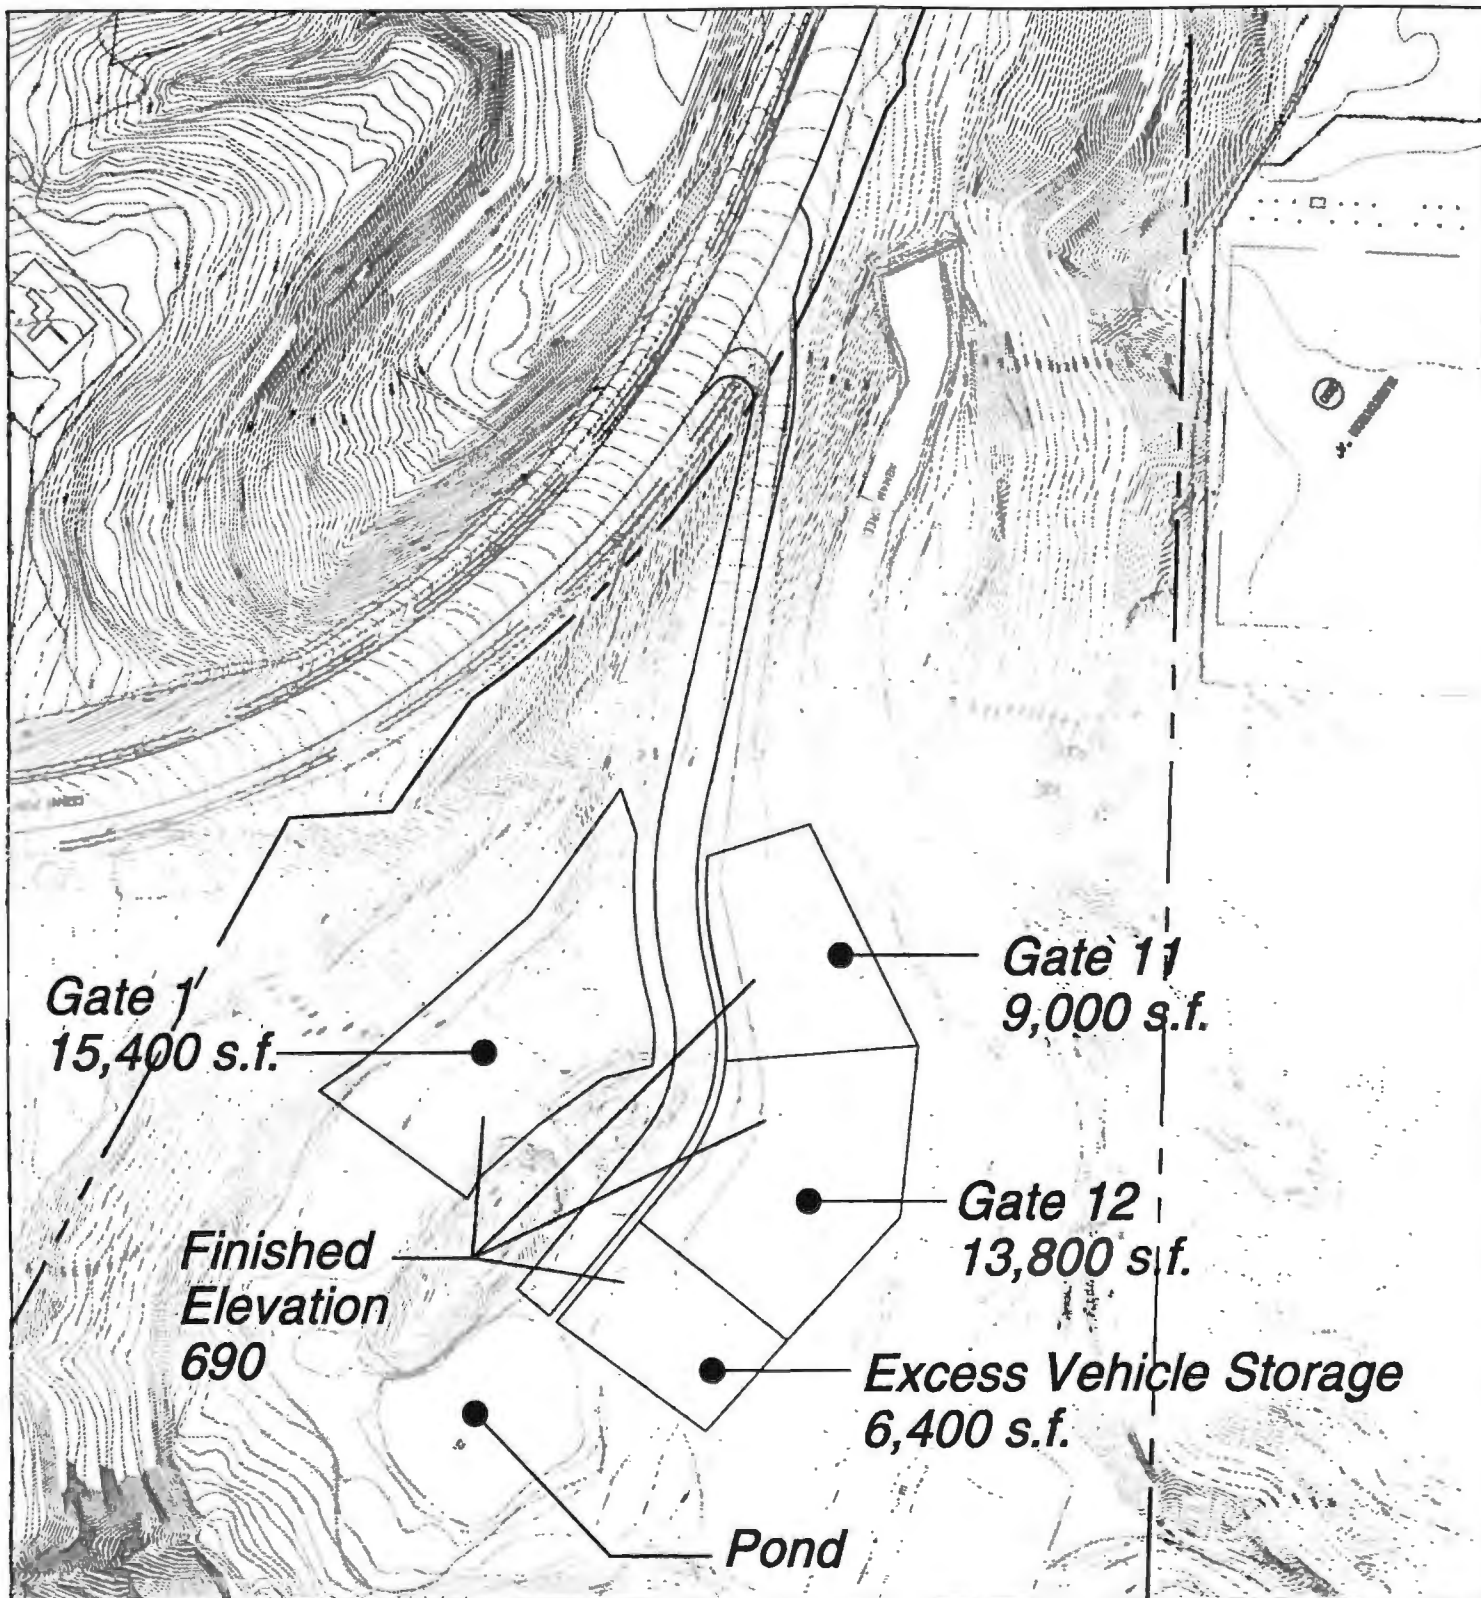 Gate 11
9,000 s.f.
Gate 1
15,400 s.f.
Gate 12
13,800 s.f.
Finished
Elevation
690
Excess Vehicle Storage
6,400 s.f.
Pond